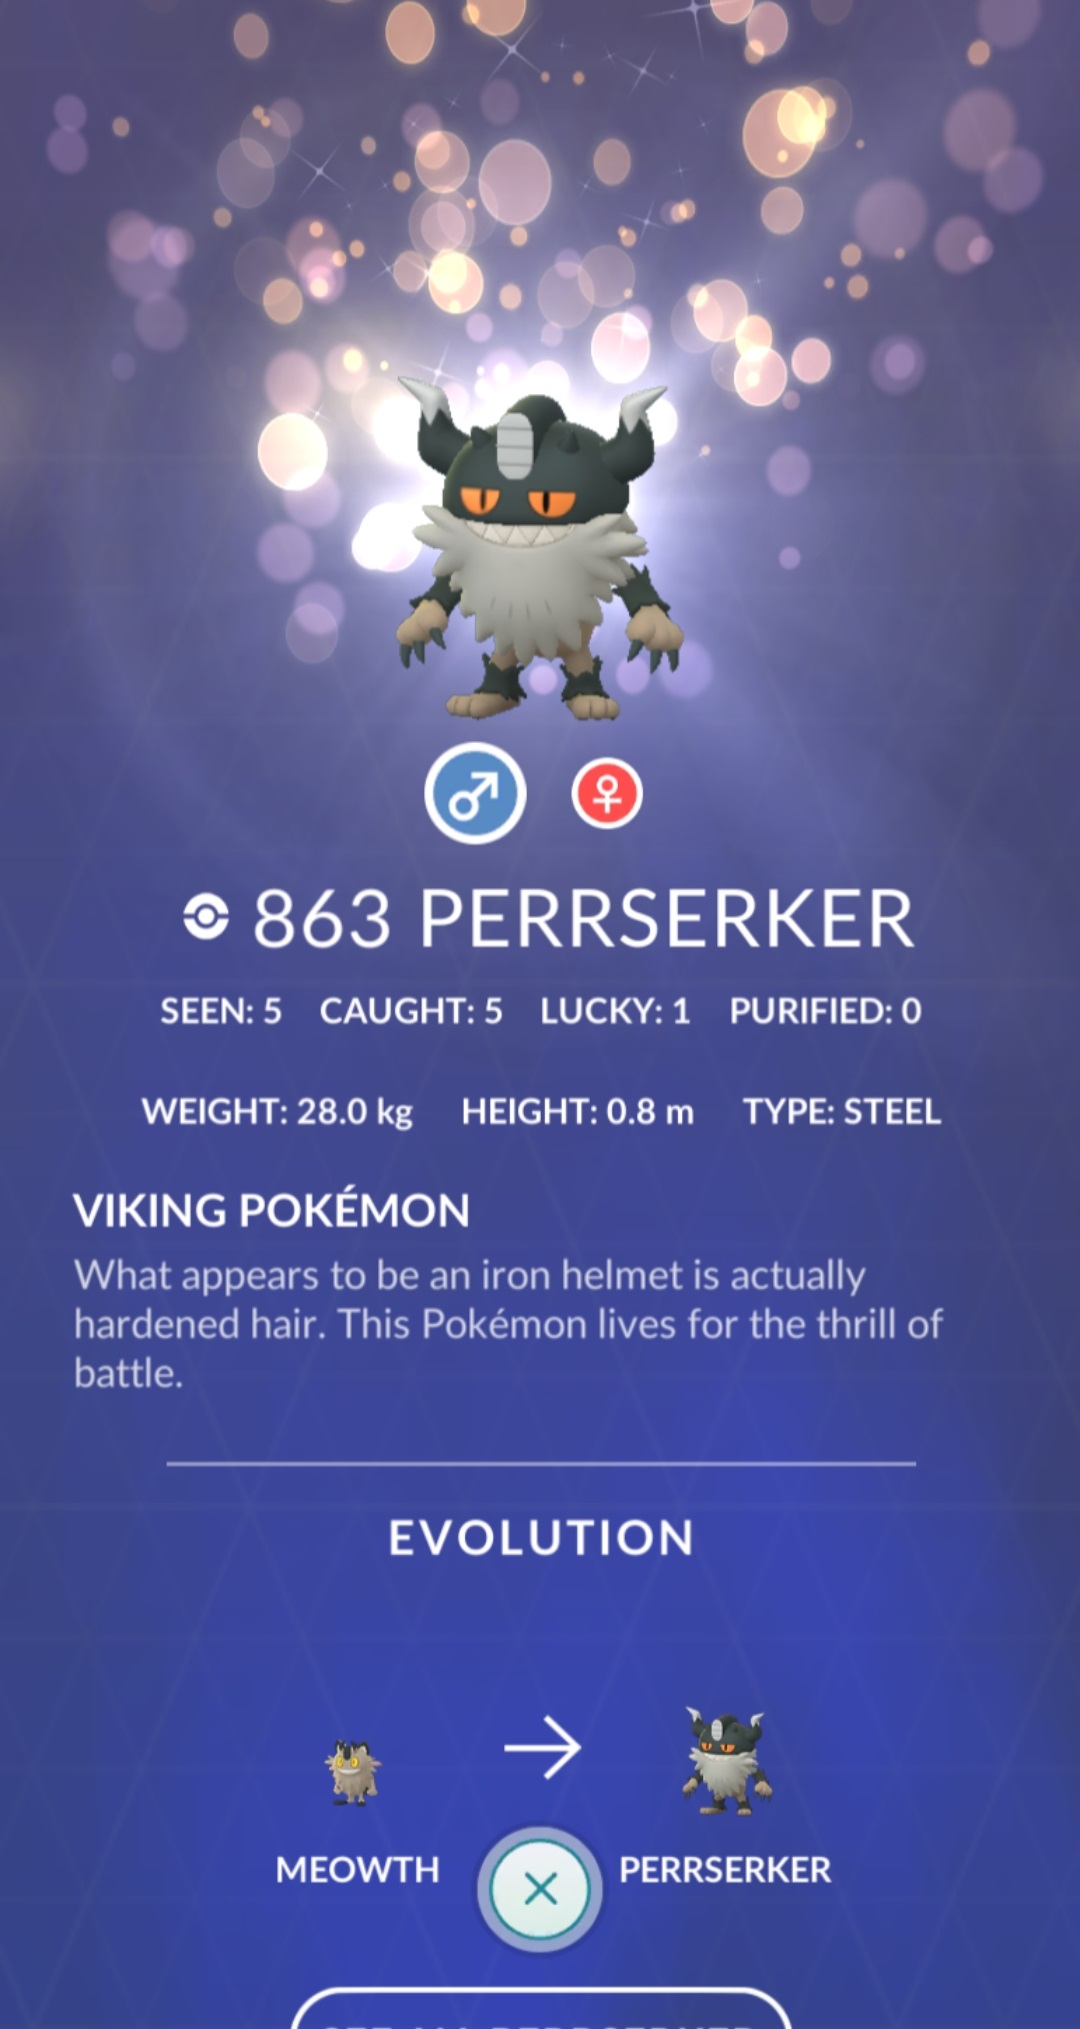 863 PERRSERKER
SEEN: 5 CAUGHT: 5 LUCKY: 1 PURIFIED: 0
WEIGHT: 28.0 kg HEIGHT: 0.8 m TYPE: STEEL
VIKING POKÉMON
What appears to be an iron helmet is actually
hardened hair. This Pokémon lives for the thrill of
battle.
EVOLUTION
MEOWTH PERRSERKER